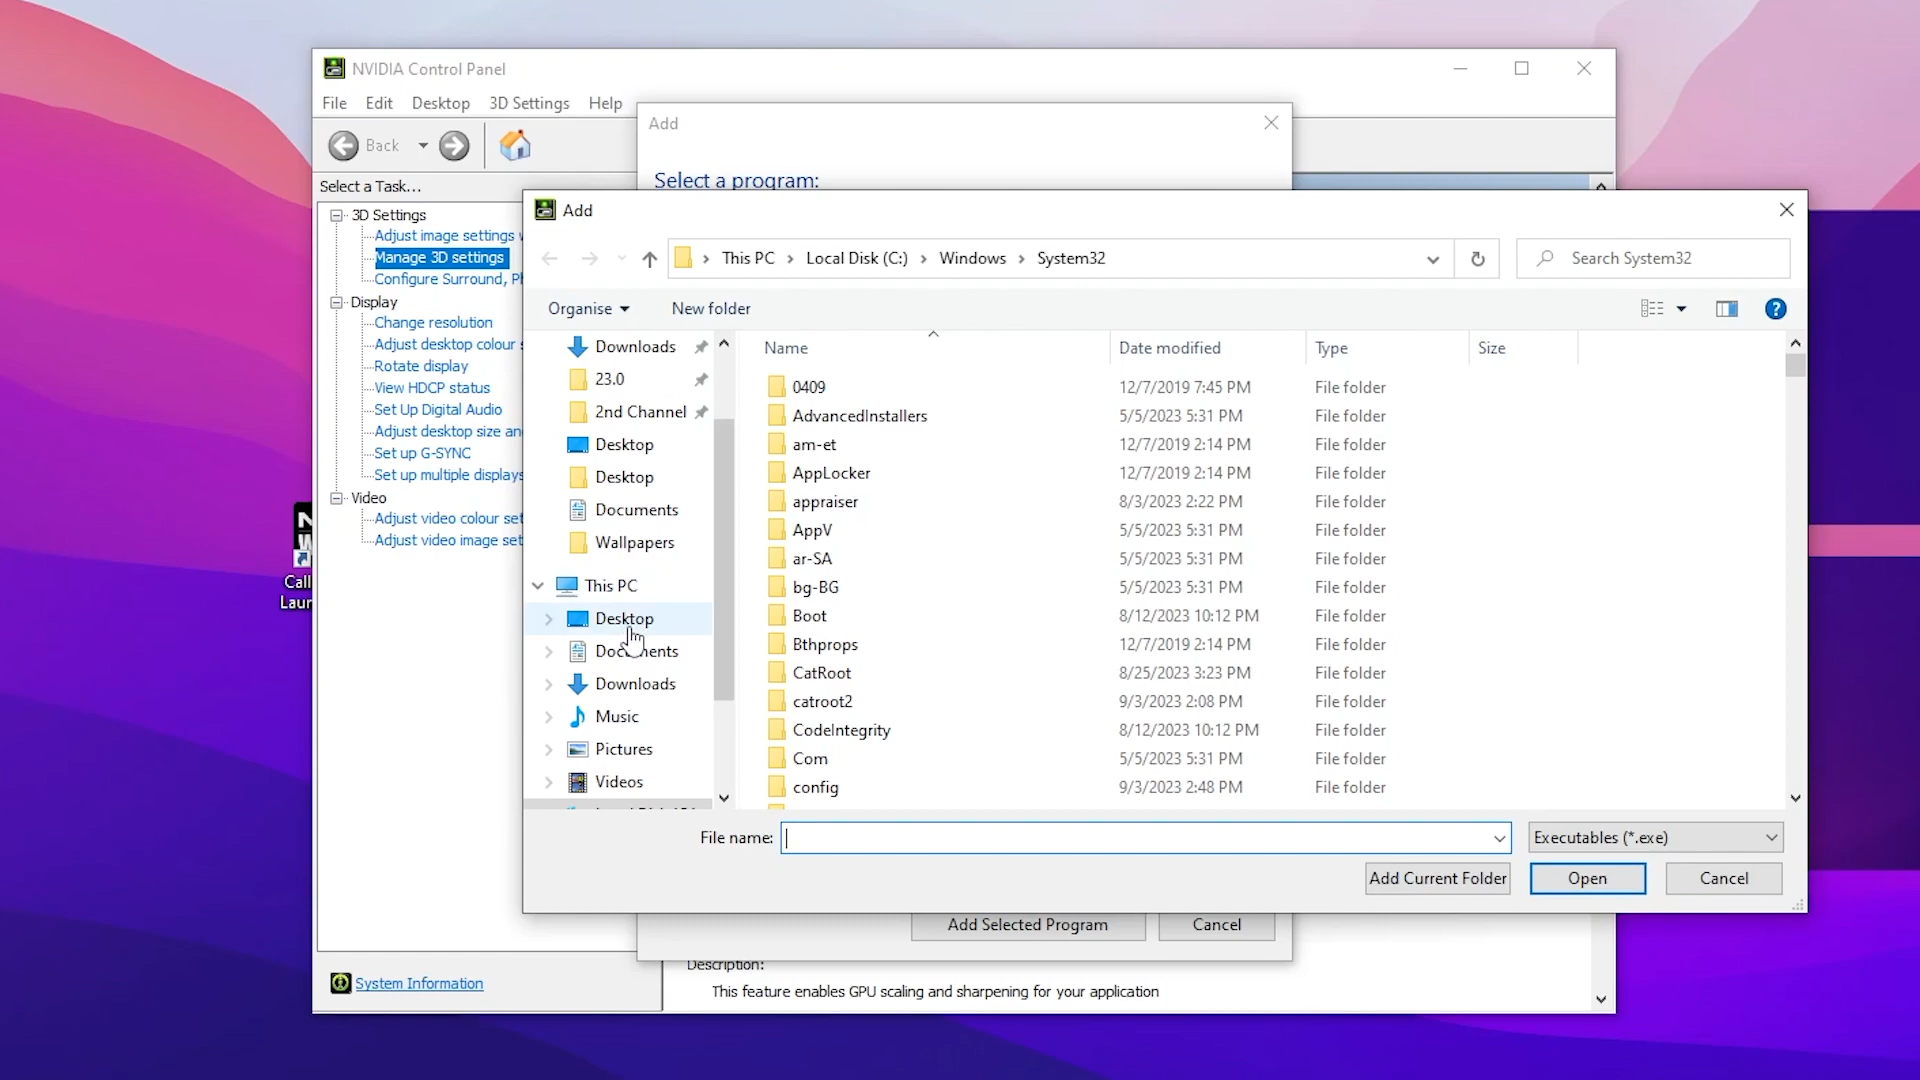 NVIDIA Control Panel
File Edit Desktop 3D Settings Help
Add
Back
Select a program:
Select a Task...
3D Settings
Adjust image settings
Manage 3D settings
Configure Surround,
Display
Change resolution
Adjust desktop colour
Rotate display
View HDCP status
Set Up Digital Audio
Adjust desktop size
Set up G-SYNC
Set up multiple displays
Video
Adjust video colour
Adjust video image
Call
System Information
Add
This PC > Local Disk (C:) > Windows > System32
Search System32
Organise New folder
Downloads
23.0
2nd Channel
Desktop
Desktop
Documents
Wallpapers
This PC
Desktop
Documents
Downloads
Music
Pictures
Videos
Name Date modified Type Size
0409 12/7/2019 7:45 PM File folder
AdvancedInstallers 5/5/2023 5:31 PM File folder
am-et 12/7/2019 2:14 PM File folder
AppLocker 12/7/2019 2:14 PM File folder
appraiser 8/3/2023 2:22 PM File folder
AppV 5/5/2023 5:31 PM File folder
ar-SA 5/5/2023 5:31 PM File folder
bg-BG 5/5/2023 5:31 PM File folder
Boot 8/12/2023 10:12 PM File folder
Bthprops 12/7/2019 2:14 PM File folder
CatRoot 8/25/2023 3:23 PM File folder
catroot2 9/3/2023 2:08 PM File folder
CodeIntegrity 8/12/2023 10:12 PM File folder
Com 5/5/2023 5:31 PM File folder
config 9/3/2023 2:48 PM File folder
File name: Executables (*.exe)
Add Current Folder Open Cancel
Add Selected Program Cancel
Description:
This feature enables GPU scaling and sharpening for your application